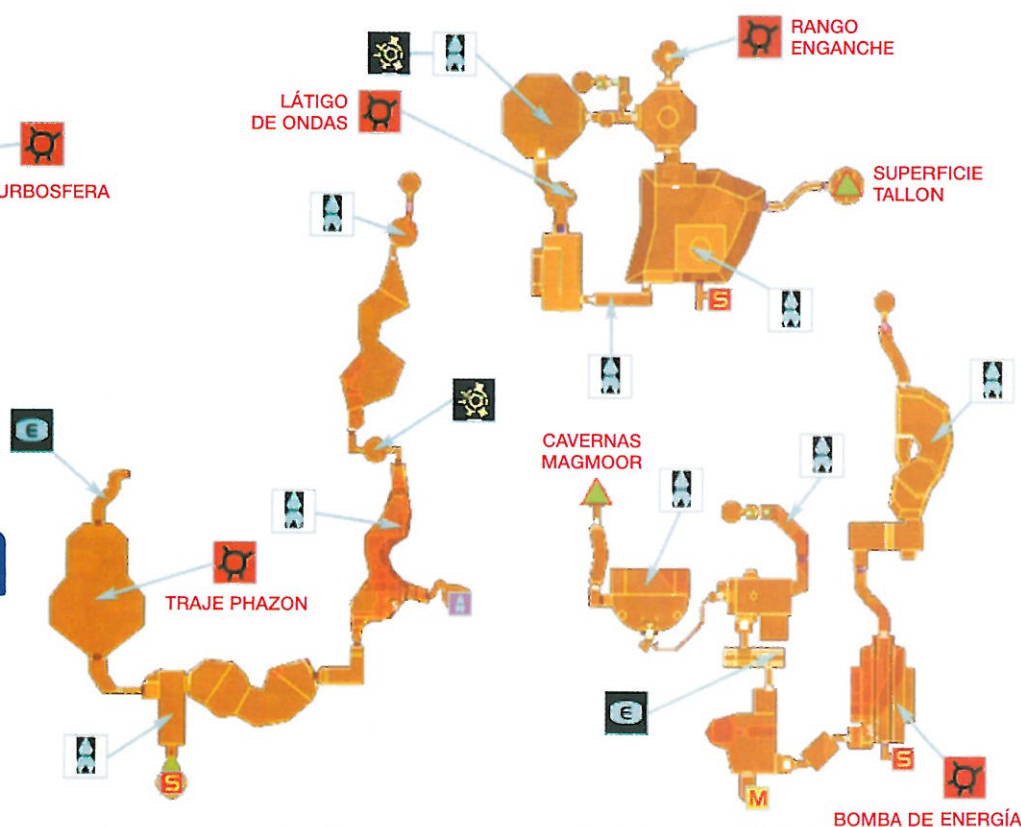 RANGO
ENGANCHE
LÁTIGO
DE ONDAS
URBOSFERA
SUPERFICIE
TALLON
S
CAVERNAS
MAGMOOR
E
TRAJE PHAZON
E
S
S
M
BOMBA DE ENERGÍA